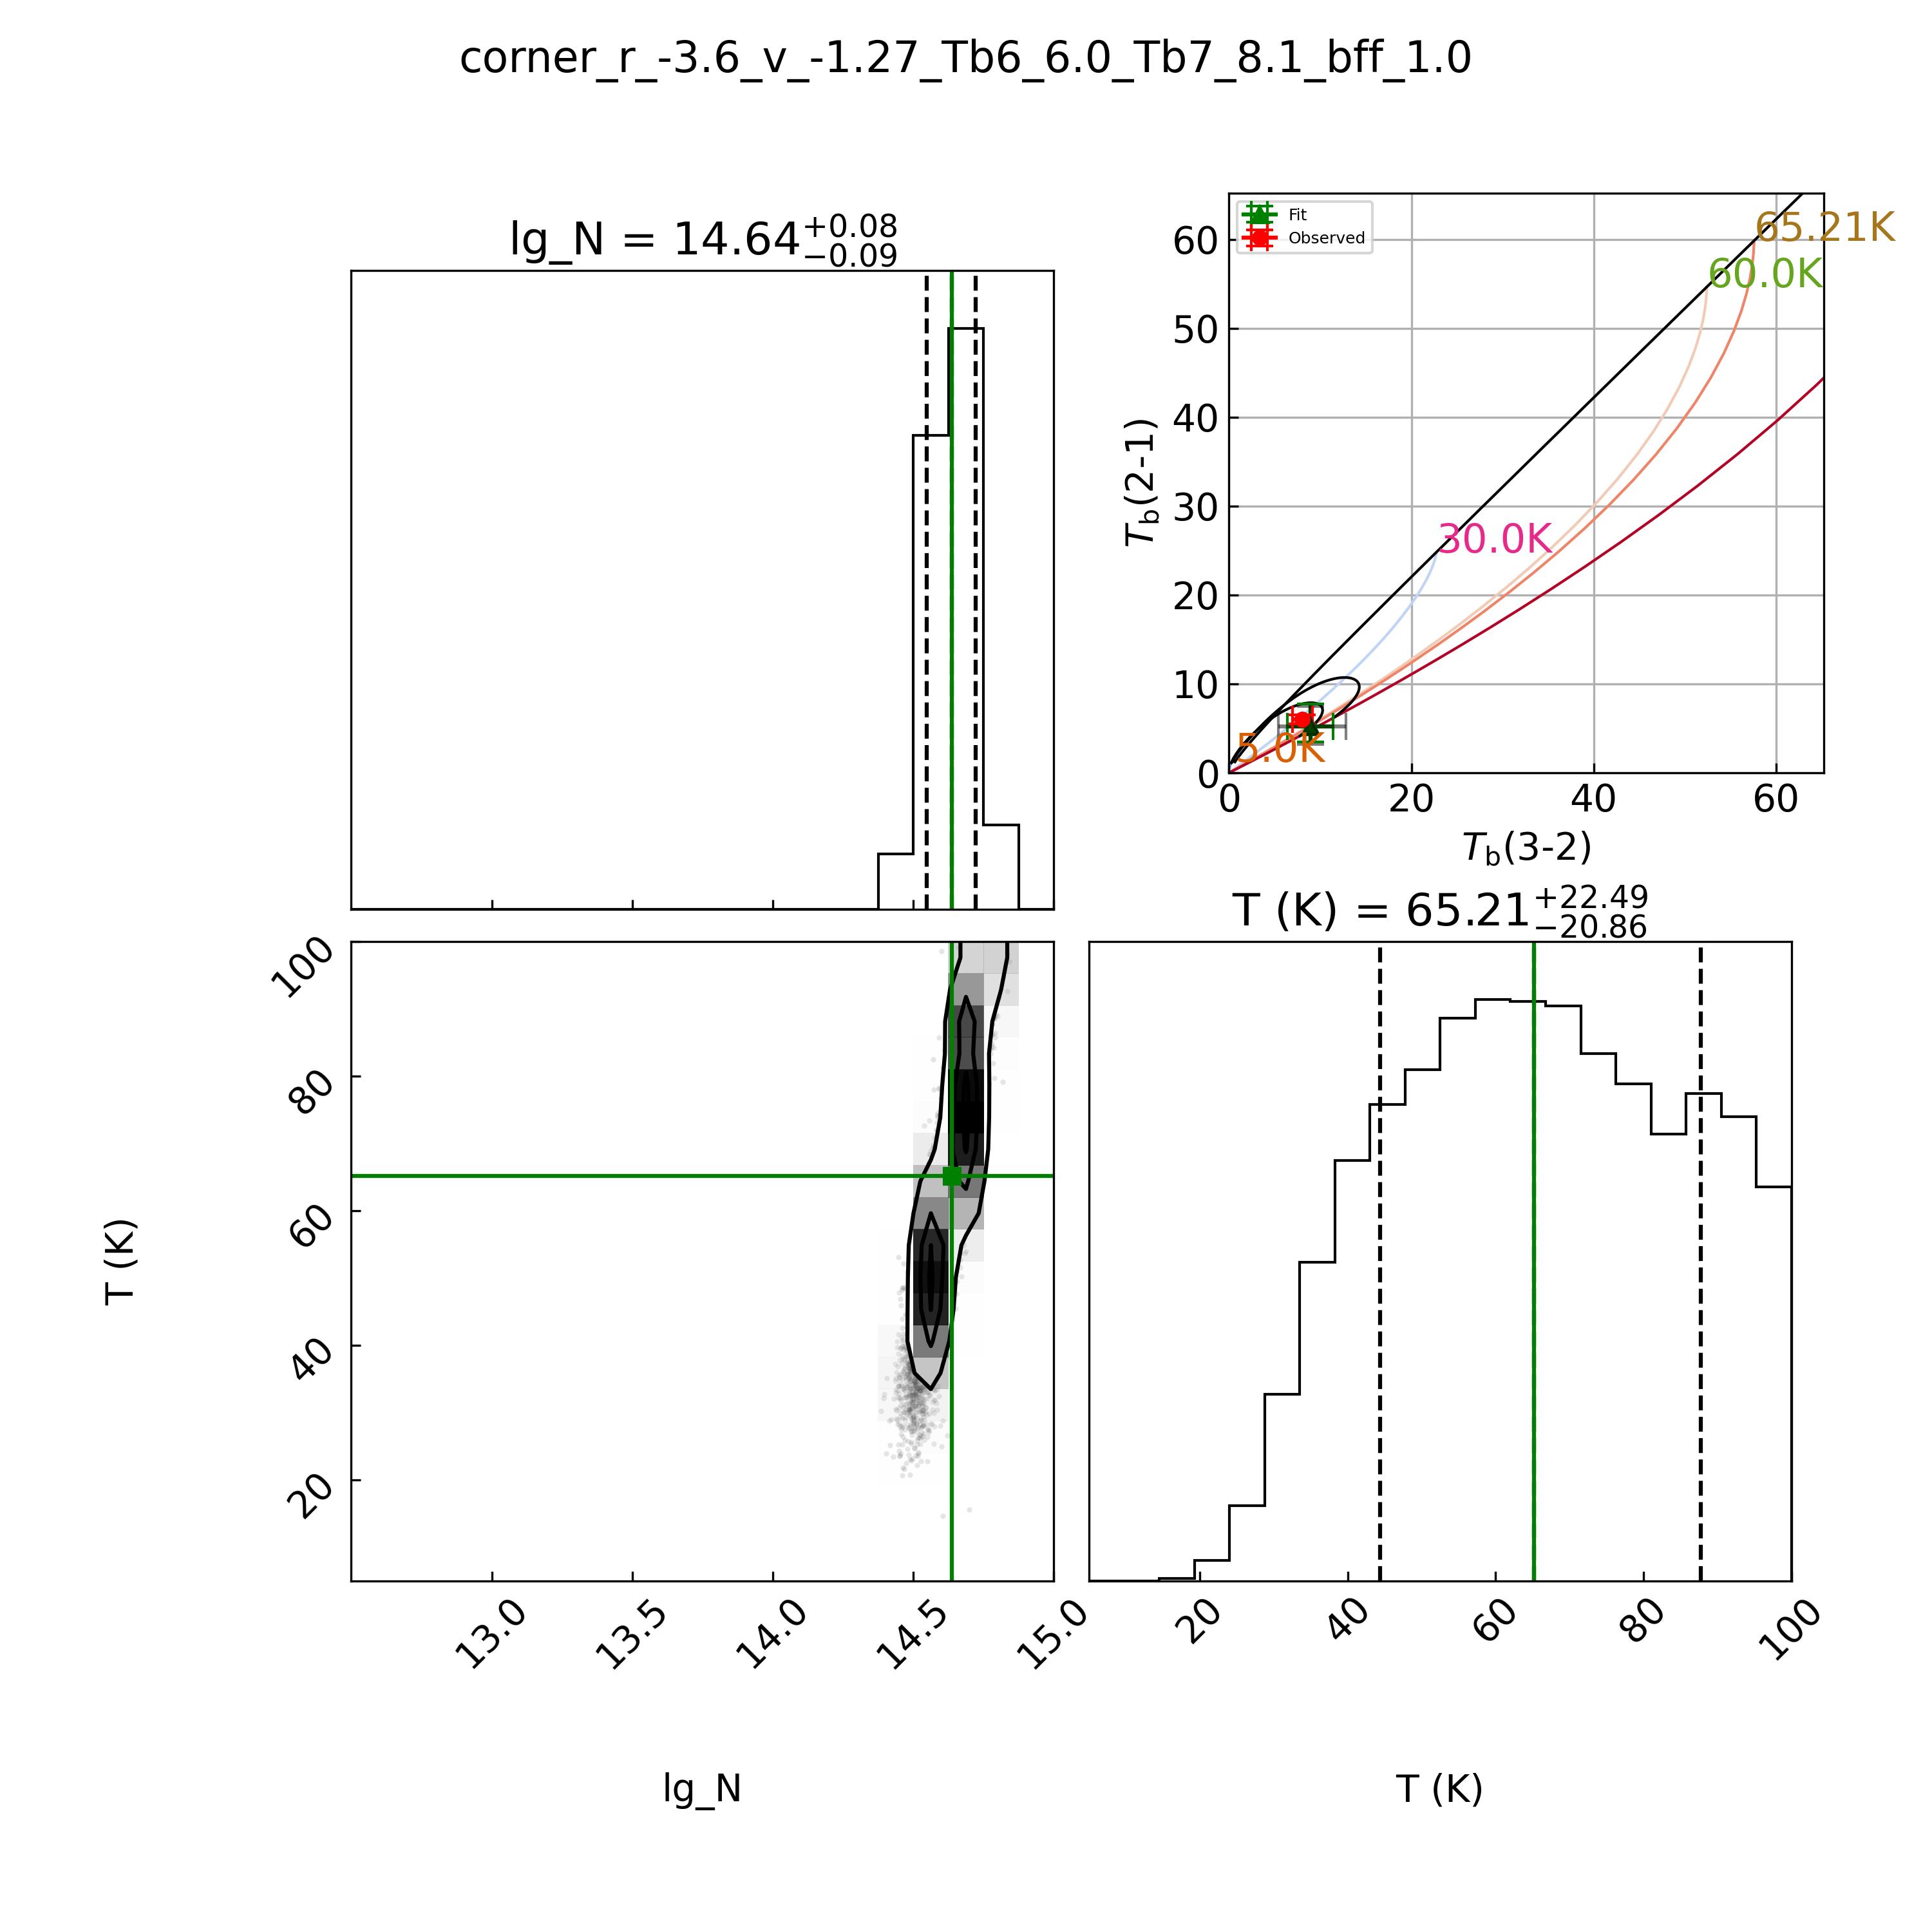 corner_r_-3.6_v_-1.27_Tb6_6.0_Tb7_8.1_bff_1.0
lg_N = 14.64+0.08−0.09
Fit
Observed
65.21K
60.0K
30.0K
5.0K
60
50
40
30
20
10
0
Tb(2-1)
0 20 40 60
Tb(3-2)
T (K) = 65.21+22.49−20.86
100
80
60
40
20
T (K)
13.0 13.5 14.0 14.5 15.0
lg_N
20 40 60 80 100
T (K)